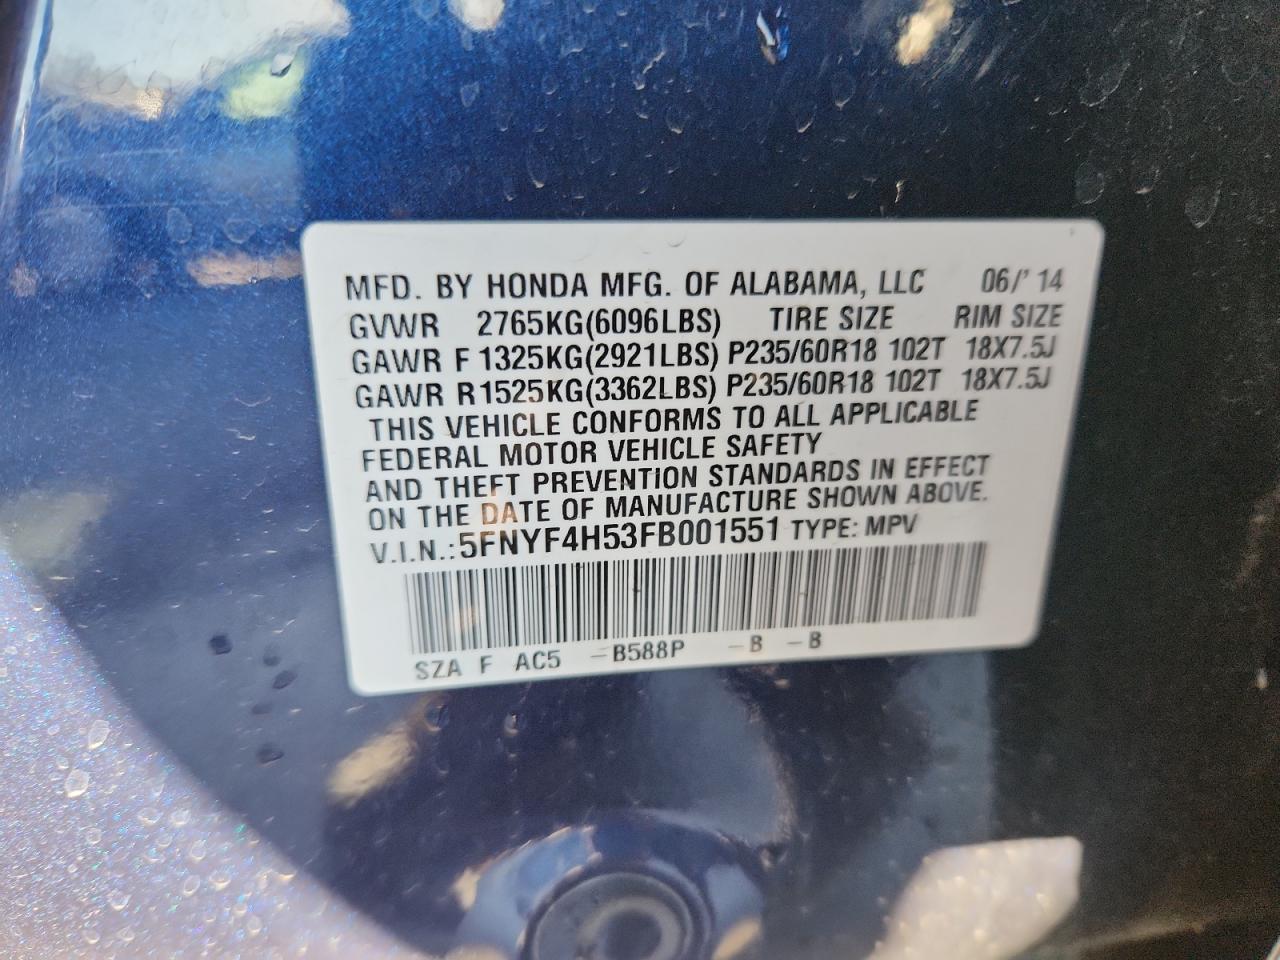 MFD. BY HONDA MFG. OF ALABAMA, LLC 06/' 14
GVWR 2765KG(6096LBS) TIRE SIZE RIM SIZE
GAWR F 1325KG(2921LBS) P235/60R18 102T 18X7.5J
GAWR R 1525KG(3362LBS) P235/60R18 102T 18X7.5J
THIS VEHICLE CONFORMS TO ALL APPLICABLE
FEDERAL MOTOR VEHICLE SAFETY
AND THEFT PREVENTION STANDARDS IN EFFECT
ON THE DATE OF MANUFACTURE SHOWN ABOVE.
V.I.N.: 5FNYF4H53FB001551 TYPE: MPV
SZA F AC5 -B588P -B -B